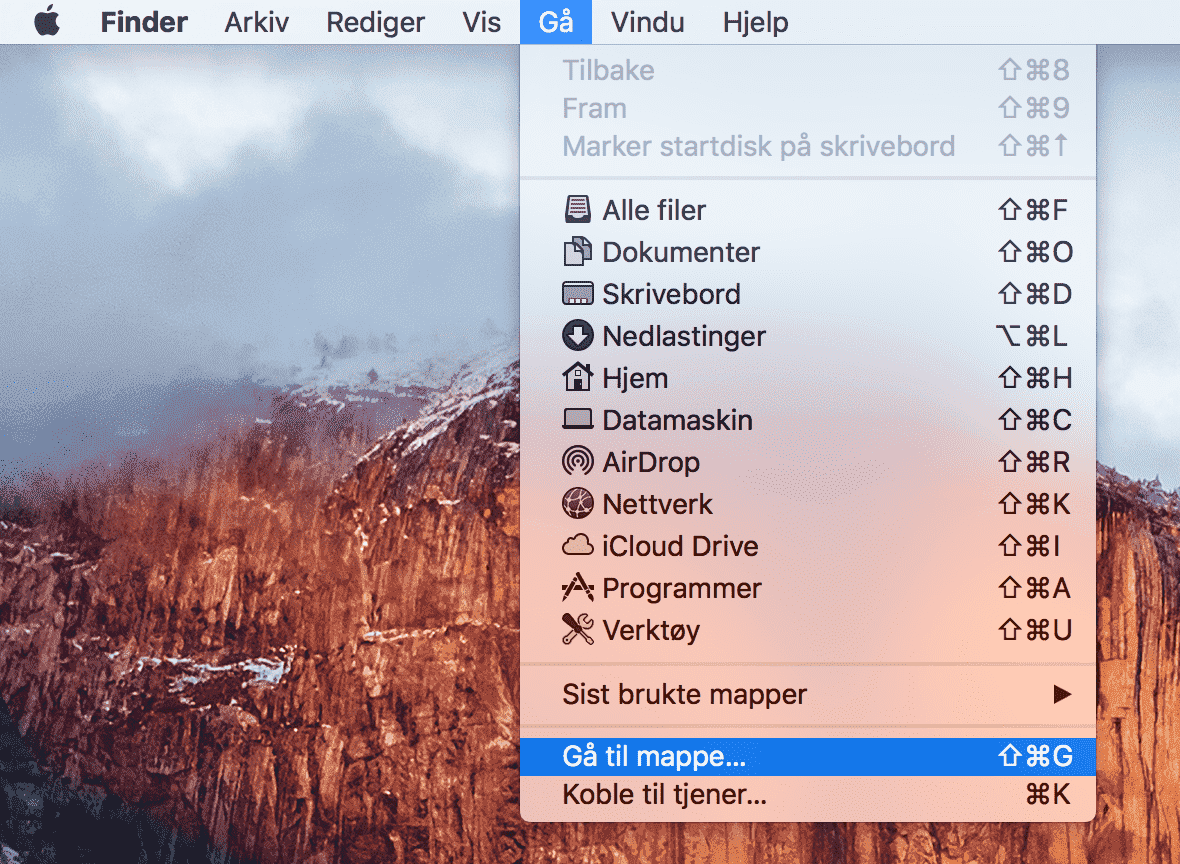 Finder Arkiv Rediger Vis Gå Vindu Hjelp
Tilbake ⇧⌘8
Fram ⇧⌘9
Marker startdisk på skrivebord ⇧⌘↑
Alle filer ⇧⌘F
Dokumenter ⇧⌘O
Skrivebord ⇧⌘D
Nedlastinger ⌥⌘L
Hjem ⇧⌘H
Datamaskin ⇧⌘C
AirDrop ⇧⌘R
Nettverk ⇧⌘K
iCloud Drive ⇧⌘I
Programmer ⇧⌘A
Verktøy ⇧⌘U
Sist brukte mapper ▶
Gå til mappe... ⇧⌘G
Koble til tjener... ⌘K